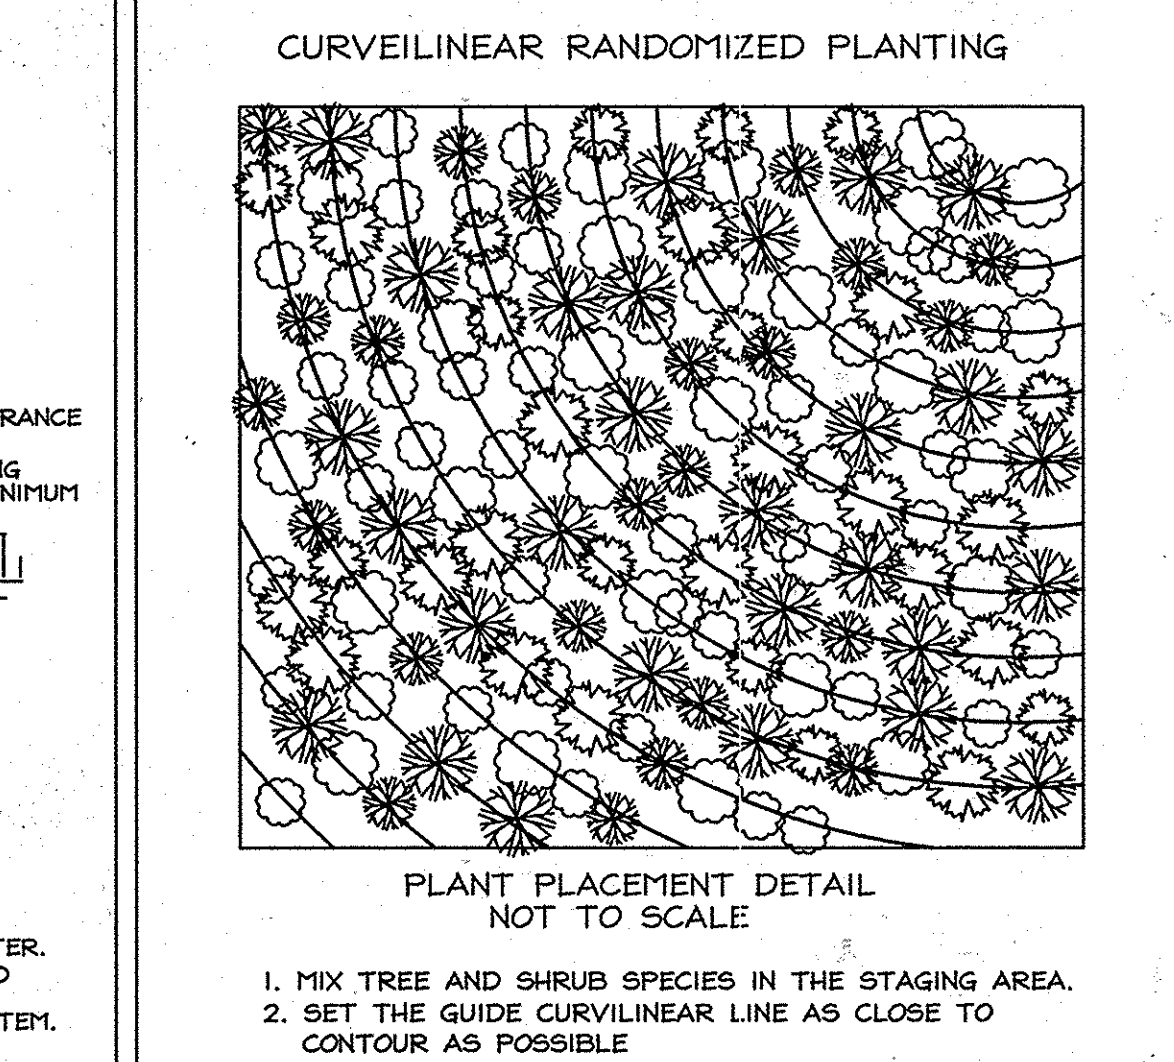 CURVEILINEAR RANDOMIZED PLANTING
RANCE
NG
NIMUM
TER.
TEM.
PLANT PLACEMENT DETAIL
NOT TO SCALE
1. MIX TREE AND SHRUB SPECIES IN THE STAGING AREA.
2. SET THE GUIDE CURVILINEAR LINE AS CLOSE TO
CONTOUR AS POSSIBLE